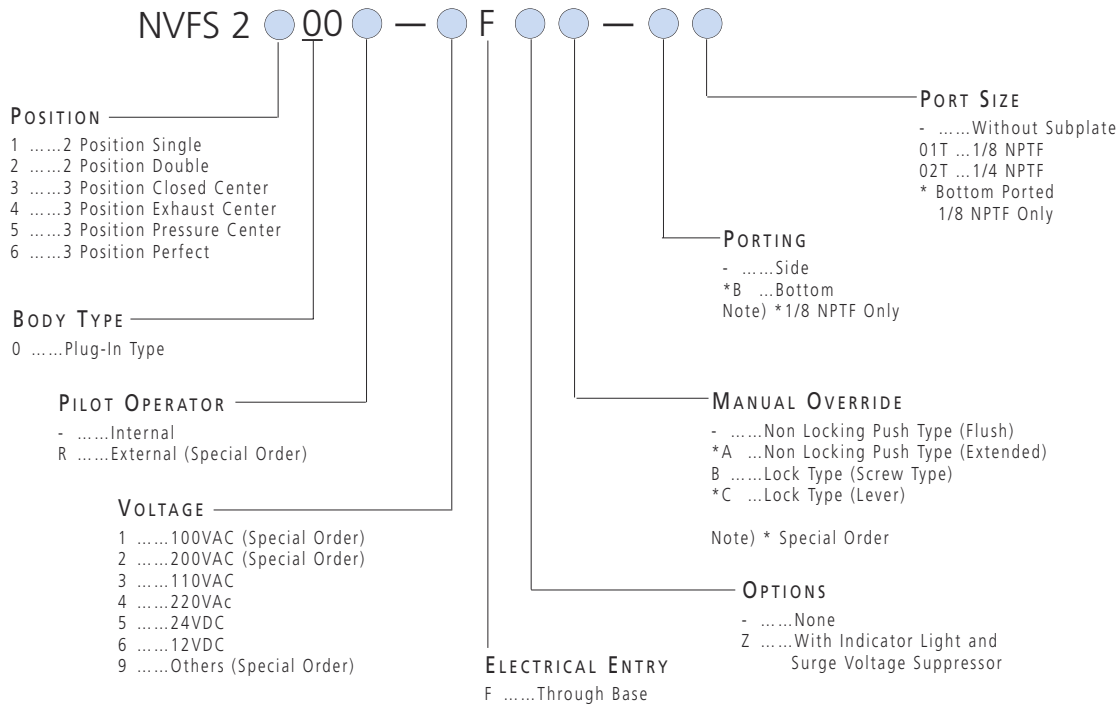 NVFS 2 00 — F —
POSITION
1 ......2 Position Single
2 ......2 Position Double
3 ......3 Position Closed Center
4 ......3 Position Exhaust Center
5 ......3 Position Pressure Center
6 ......3 Position Perfect
BODY TYPE
0 ......Plug-In Type
PILOT OPERATOR
- ......Internal
R ......External (Special Order)
VOLTAGE
1 ......100VAC (Special Order)
2 ......200VAC (Special Order)
3 ......110VAC
4 ......220VAc
5 ......24VDC
6 ......12VDC
9 ......Others (Special Order)
ELECTRICAL ENTRY
F ......Through Base
OPTIONS
- ......None
Z ......With Indicator Light and
Surge Voltage Suppressor
MANUAL OVERRIDE
- ......Non Locking Push Type (Flush)
*A ...Non Locking Push Type (Extended)
B ......Lock Type (Screw Type)
*C ...Lock Type (Lever)
Note) * Special Order
PORTING
- ......Side
*B ...Bottom
Note) *1/8 NPTF Only
PORT SIZE
- ......Without Subplate
01T ...1/8 NPTF
02T ...1/4 NPTF
* Bottom Ported
1/8 NPTF Only